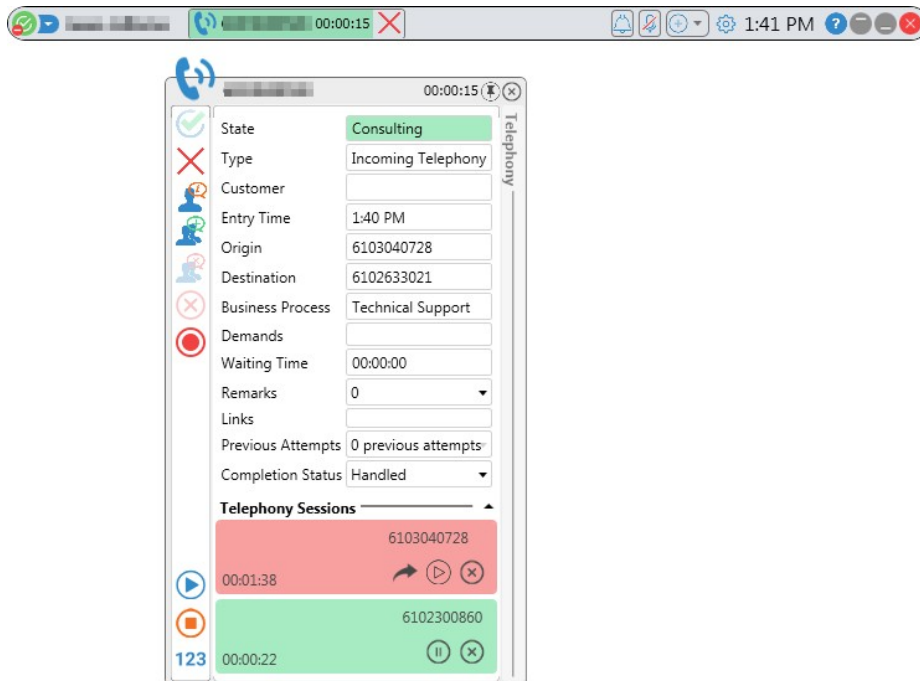 00:00:15
1:41 PM
00:00:15
Telephony
State Consulting
Type Incoming Telephony
Customer
Entry Time 1:40 PM
Origin 6103040728
Destination 6102633021
Business Process Technical Support
Demands
Waiting Time 00:00:00
Remarks 0
Links
Previous Attempts 0 previous attempts
Completion Status Handled
Telephony Sessions
6103040728
00:01:38
6102300860
123 00:00:22